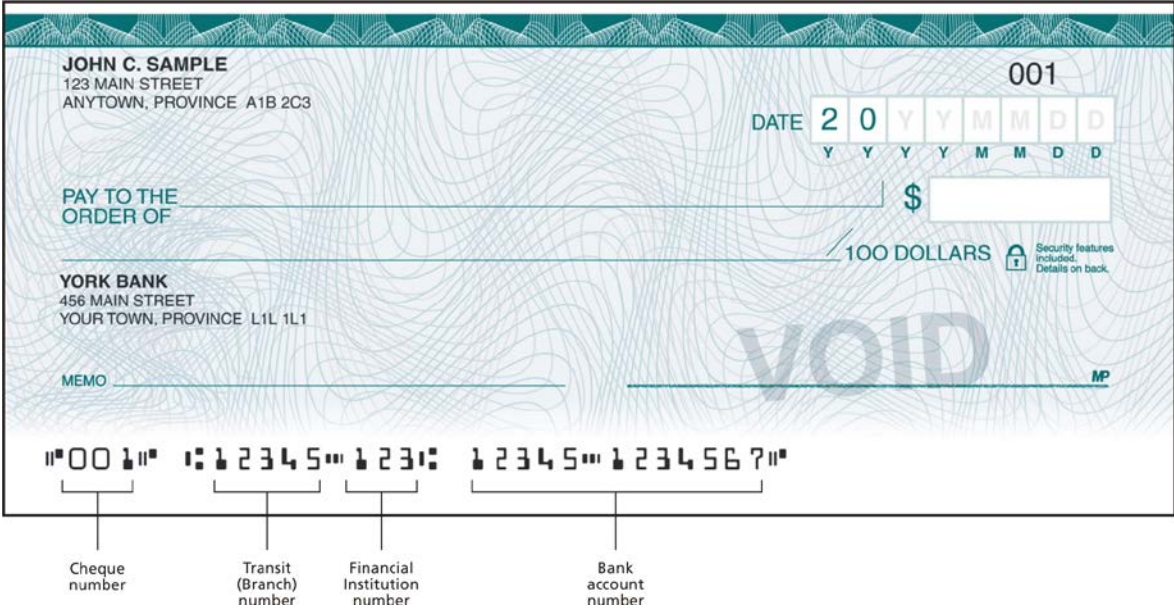 JOHN C. SAMPLE
123 MAIN STREET
ANYTOWN, PROVINCE A1B 2C3
001
DATE 2 0 Y Y M M D D
Y Y Y Y M M D D
PAY TO THE
ORDER OF
$
/100 DOLLARS
Security features
included.
Details on back.
YORK BANK
456 MAIN STREET
YOUR TOWN, PROVINCE L1L 1L1
VOID
MEMO
MP
⑈001⑈ ⑆12345⑉123⑆ 12345⑉1234567⑈
Cheque
number
Transit
(Branch)
number
Financial
Institution
number
Bank
account
number